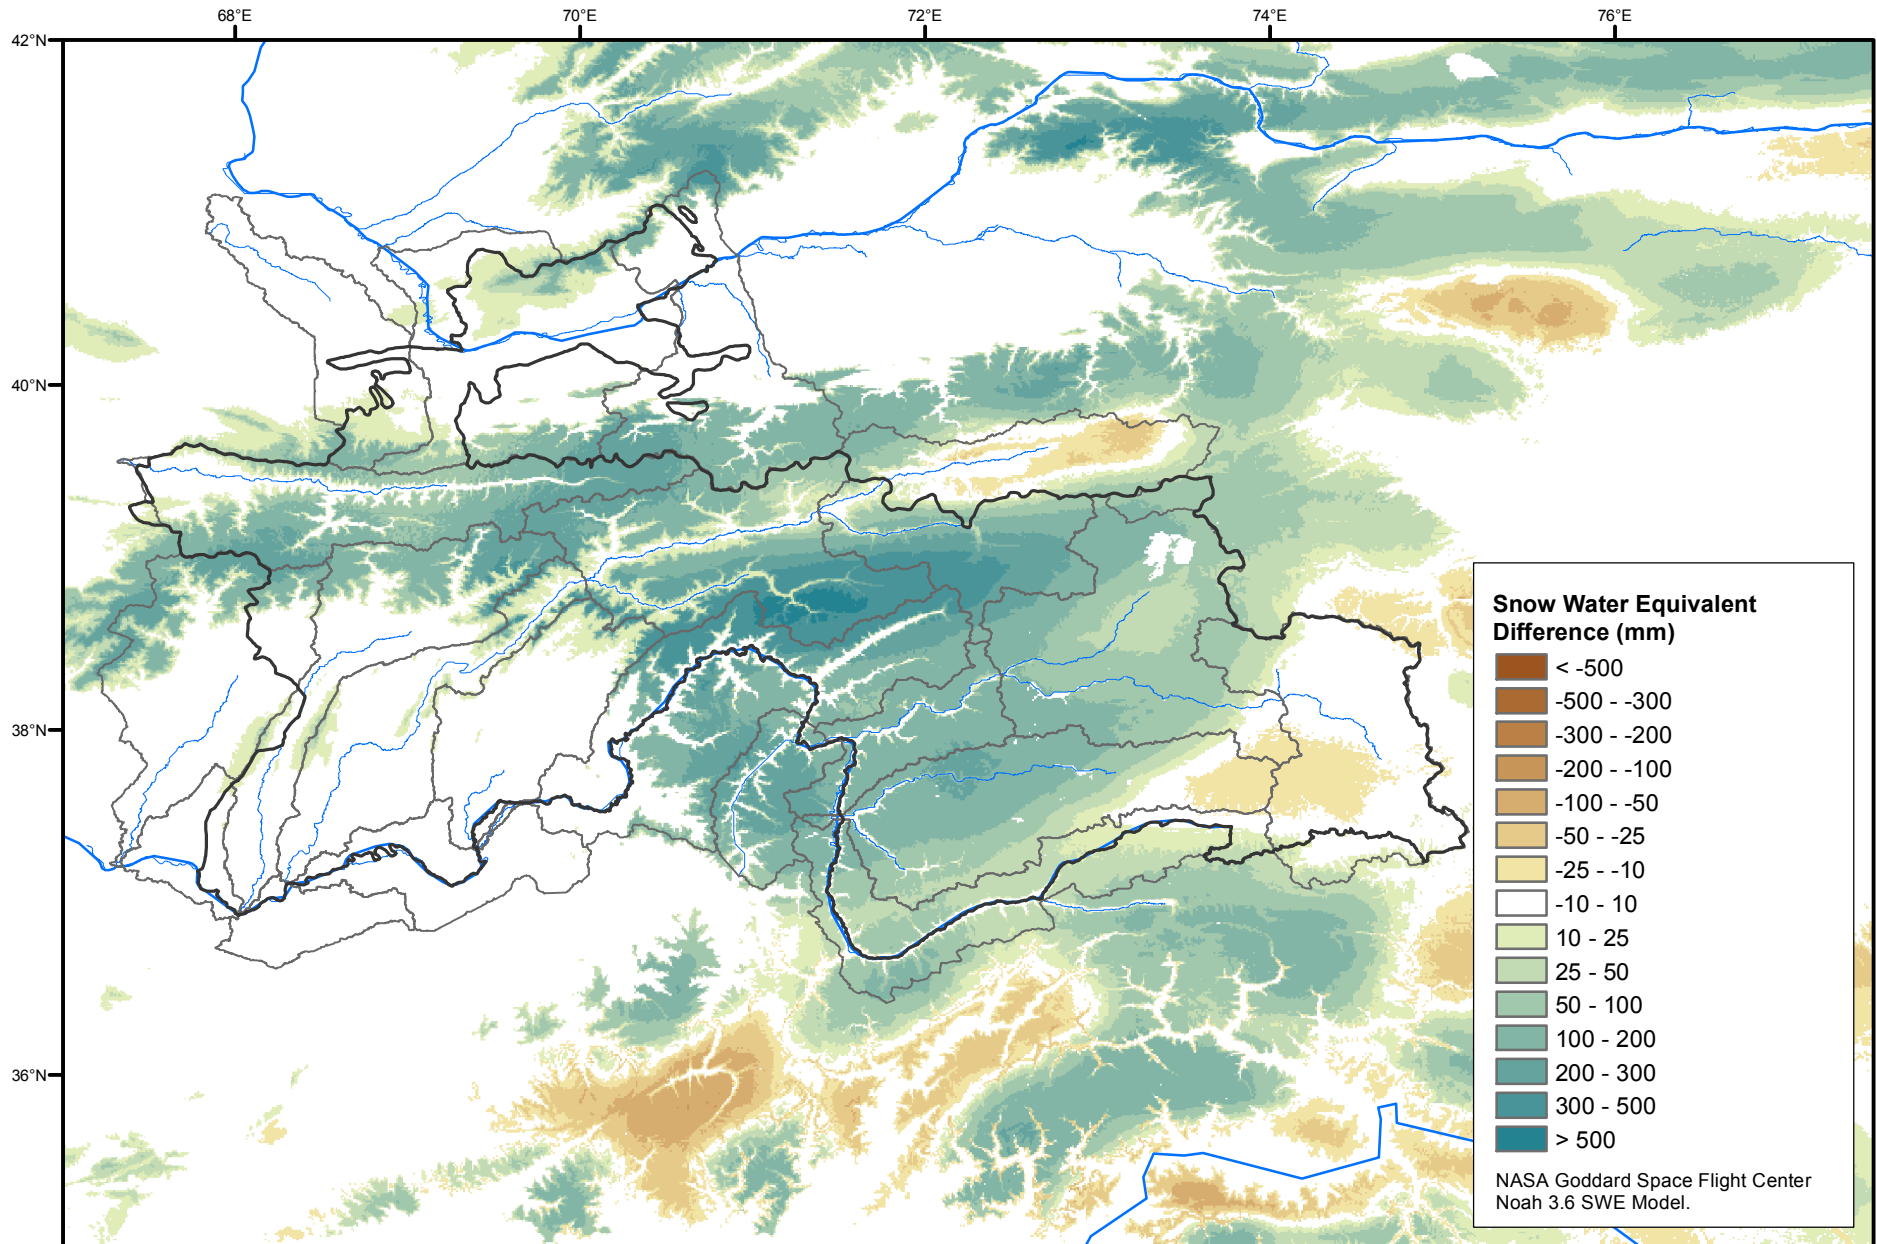 68°E
70°E
72°E
74°E
76°E
42°N
40°N
38°N
36°N
Snow Water Equivalent
Difference (mm)
< -500
-500 - -300
-300 - -200
-200 - -100
-100 - -50
-50 - -25
-25 - -10
-10 - 10
10 - 25
25 - 50
50 - 100
100 - 200
200 - 300
300 - 500
> 500
NASA Goddard Space Flight Center
Noah 3.6 SWE Model.